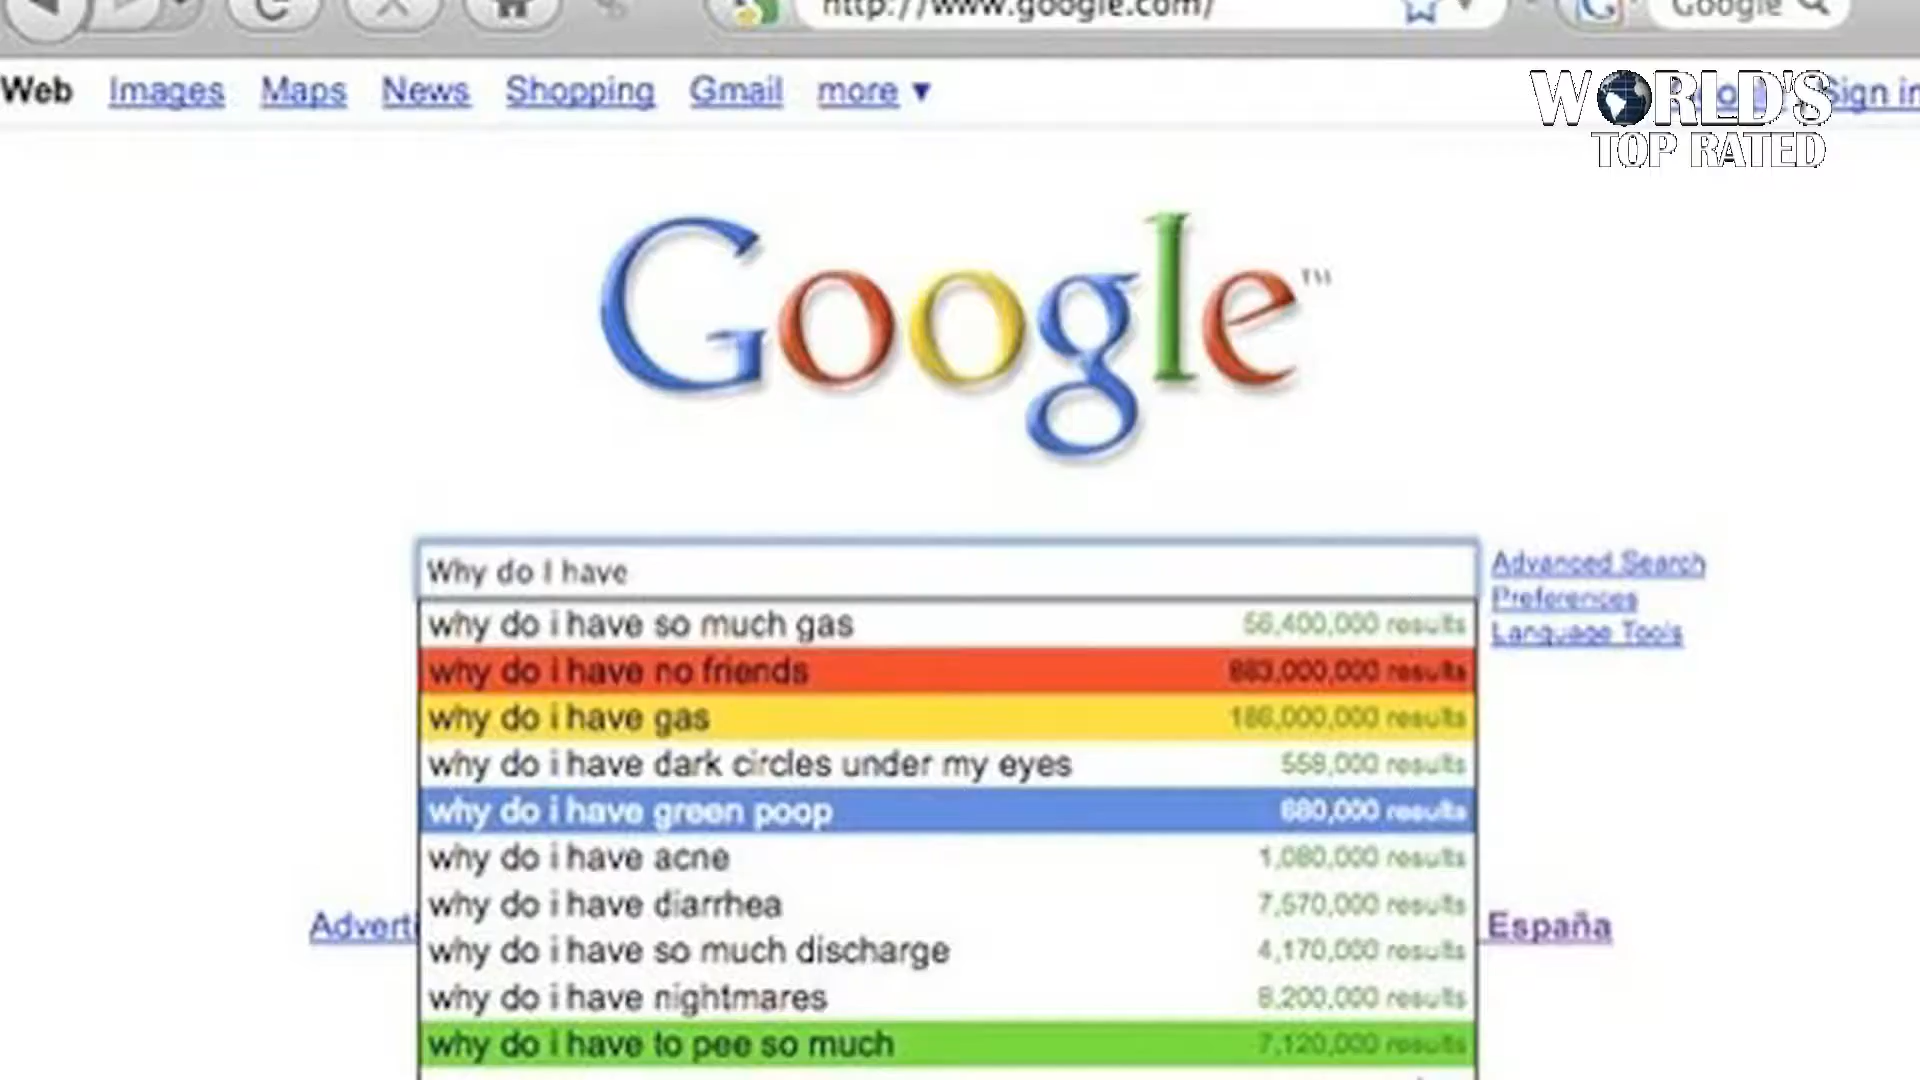 http://www.google.com/
Google
Web Images Maps News Shopping Gmail more ▼
Sign in
WORLD'S
TOP RATED
Google™
Why do I have
Advanced Search
Preferences
Language Tools
why do i have so much gas 56,400,000 results
why do i have no friends 883,000,000 results
why do i have gas 186,000,000 results
why do i have dark circles under my eyes 558,000 results
why do i have green poop 680,000 results
why do i have acne 1,080,000 results
why do i have diarrhea 7,570,000 results
why do i have so much discharge 4,170,000 results
why do i have nightmares 8,200,000 results
why do i have to pee so much 7,120,000 results
Adverti
España